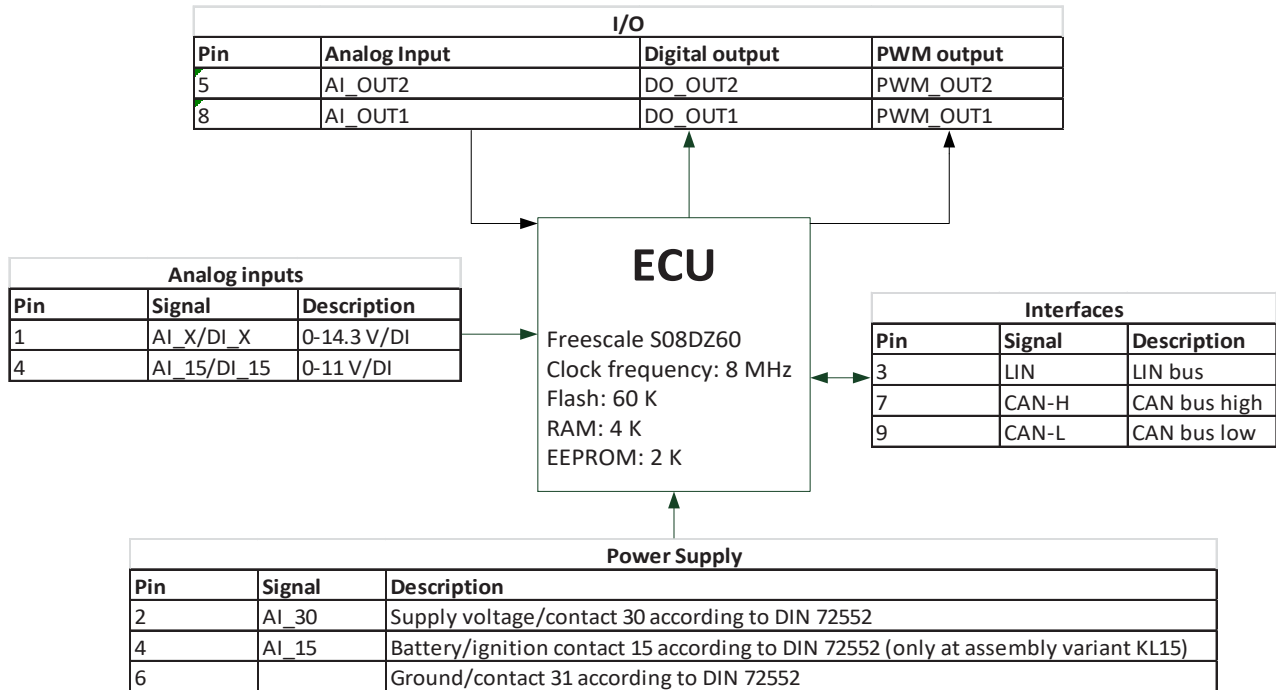 I/O
Pin Analog Input Digital output PWM output
5 AI_OUT2 DO_OUT2 PWM_OUT2
8 AI_OUT1 DO_OUT1 PWM_OUT1
Analog inputs
Pin Signal Description
1 AI_X/DI_X 0-14.3 V/DI
4 AI_15/DI_15 0-11 V/DI
ECU
Freescale S08DZ60
Clock frequency: 8 MHz
Flash: 60 K
RAM: 4 K
EEPROM: 2 K
Interfaces
Pin Signal Description
3 LIN LIN bus
7 CAN-H CAN bus high
9 CAN-L CAN bus low
Power Supply
Pin Signal Description
2 AI_30 Supply voltage/contact 30 according to DIN 72552
4 AI_15 Battery/ignition contact 15 according to DIN 72552 (only at assembly variant KL15)
6 Ground/contact 31 according to DIN 72552